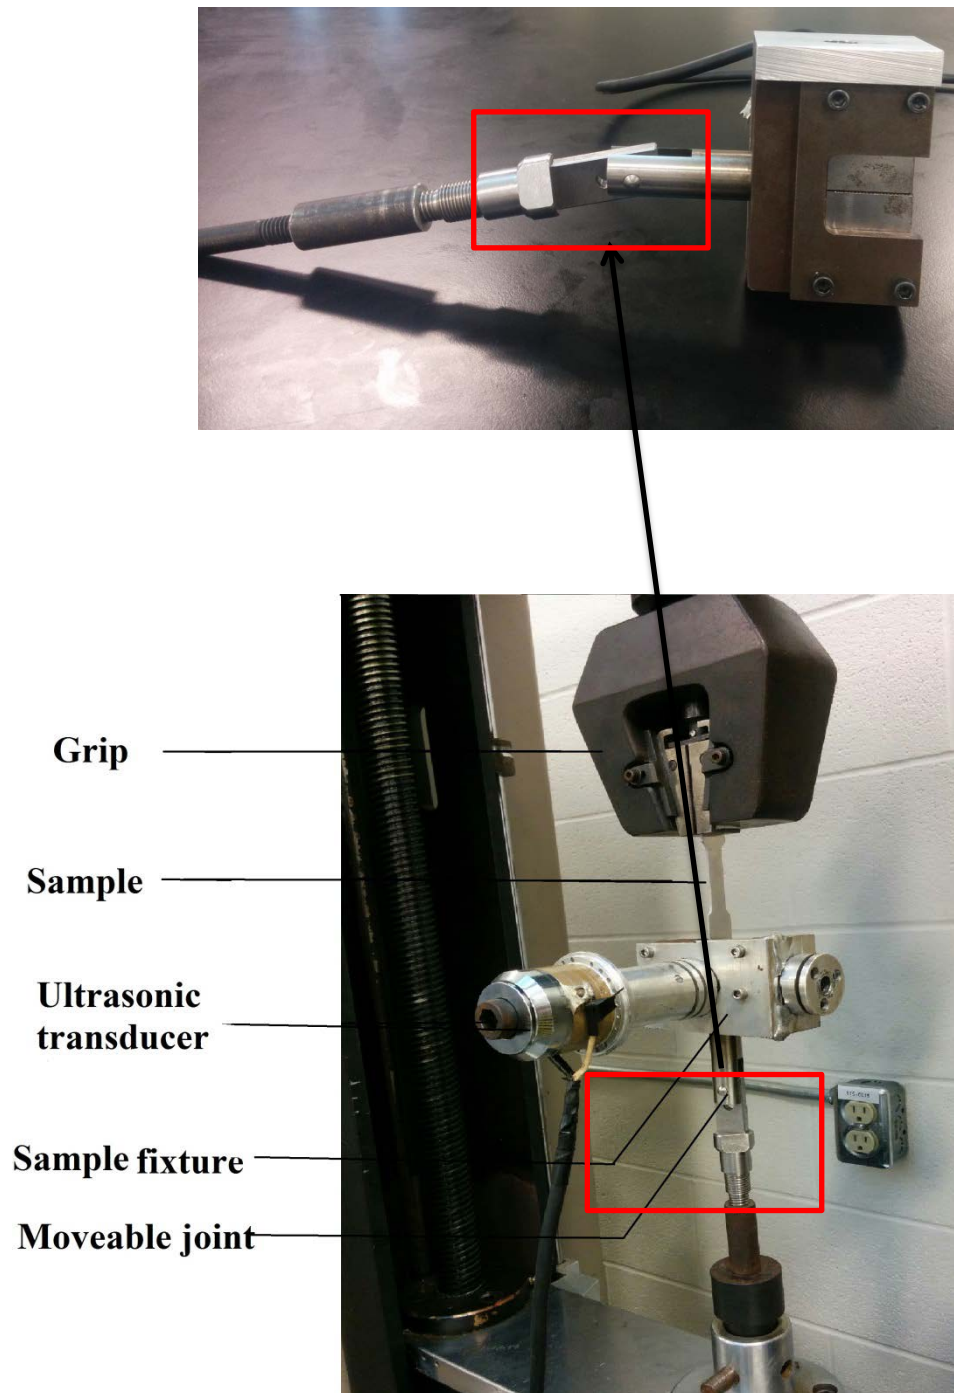 Grip
Sample
Ultrasonic
transducer
Sample fixture
Moveable joint